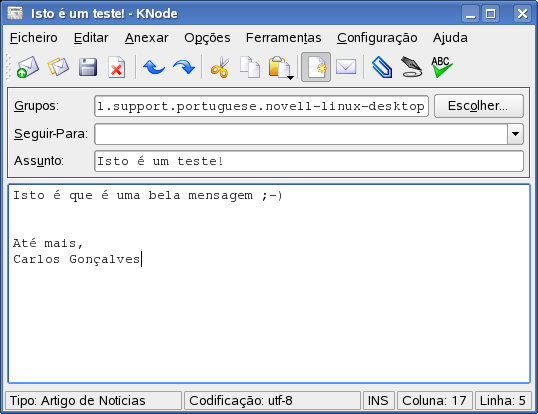 Isto é um teste! - KNode
Ficheiro Editar Anexar Opções Ferramentas Configuração Ajuda
ABC
Grupos: l.support.portuguese.novell-linux-desktop Escolher...
Seguir-Para:
Assunto: Isto é um teste!
Isto é que é uma bela mensagem ;-)
Até mais,
Carlos Gonçalves
Tipo: Artigo de Noticias Codificação: utf-8 INS Coluna: 17 Linha: 5